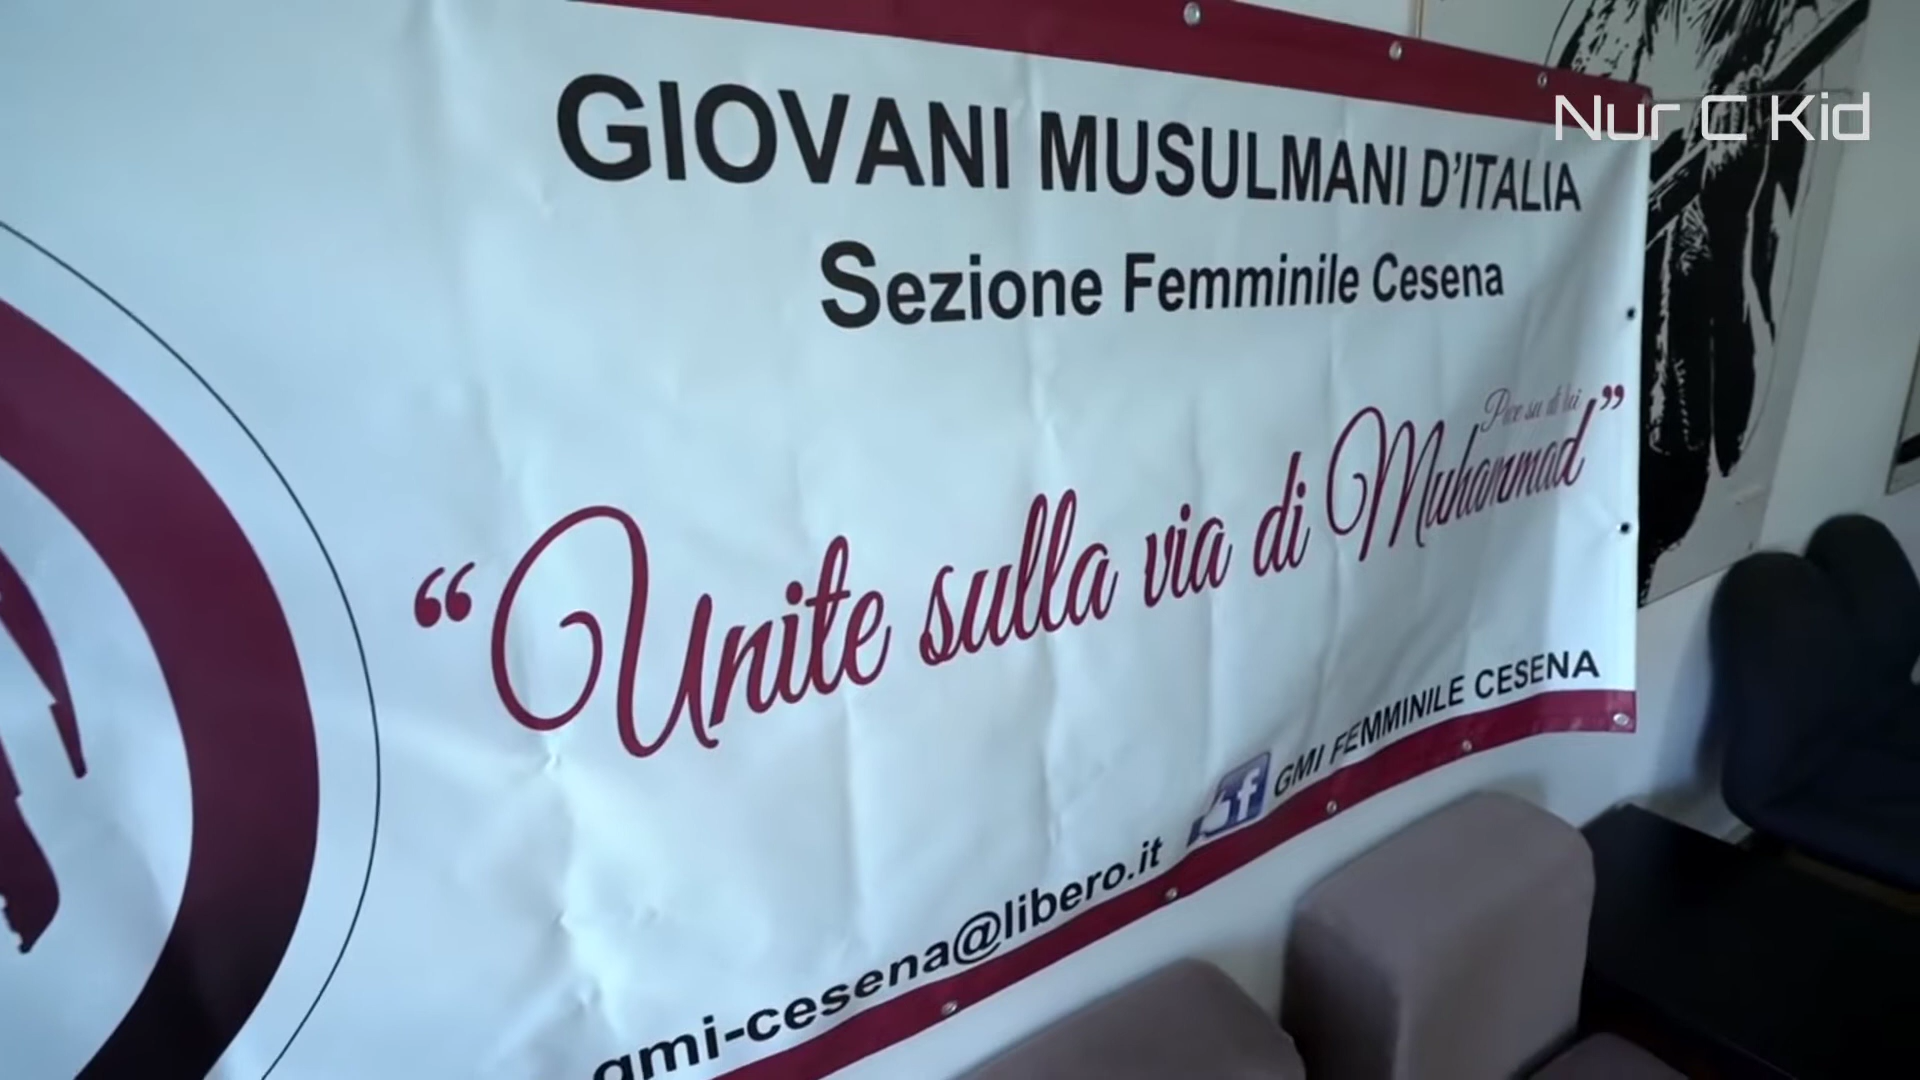 Nur C Kid
GIOVANI MUSULMANI D'ITALIA
Sezione Femminile Cesena
Pace su di lui
“Unite sulla via di Muhammad”
GMI FEMMINILE CESENA
gmi-cesena@libero.it